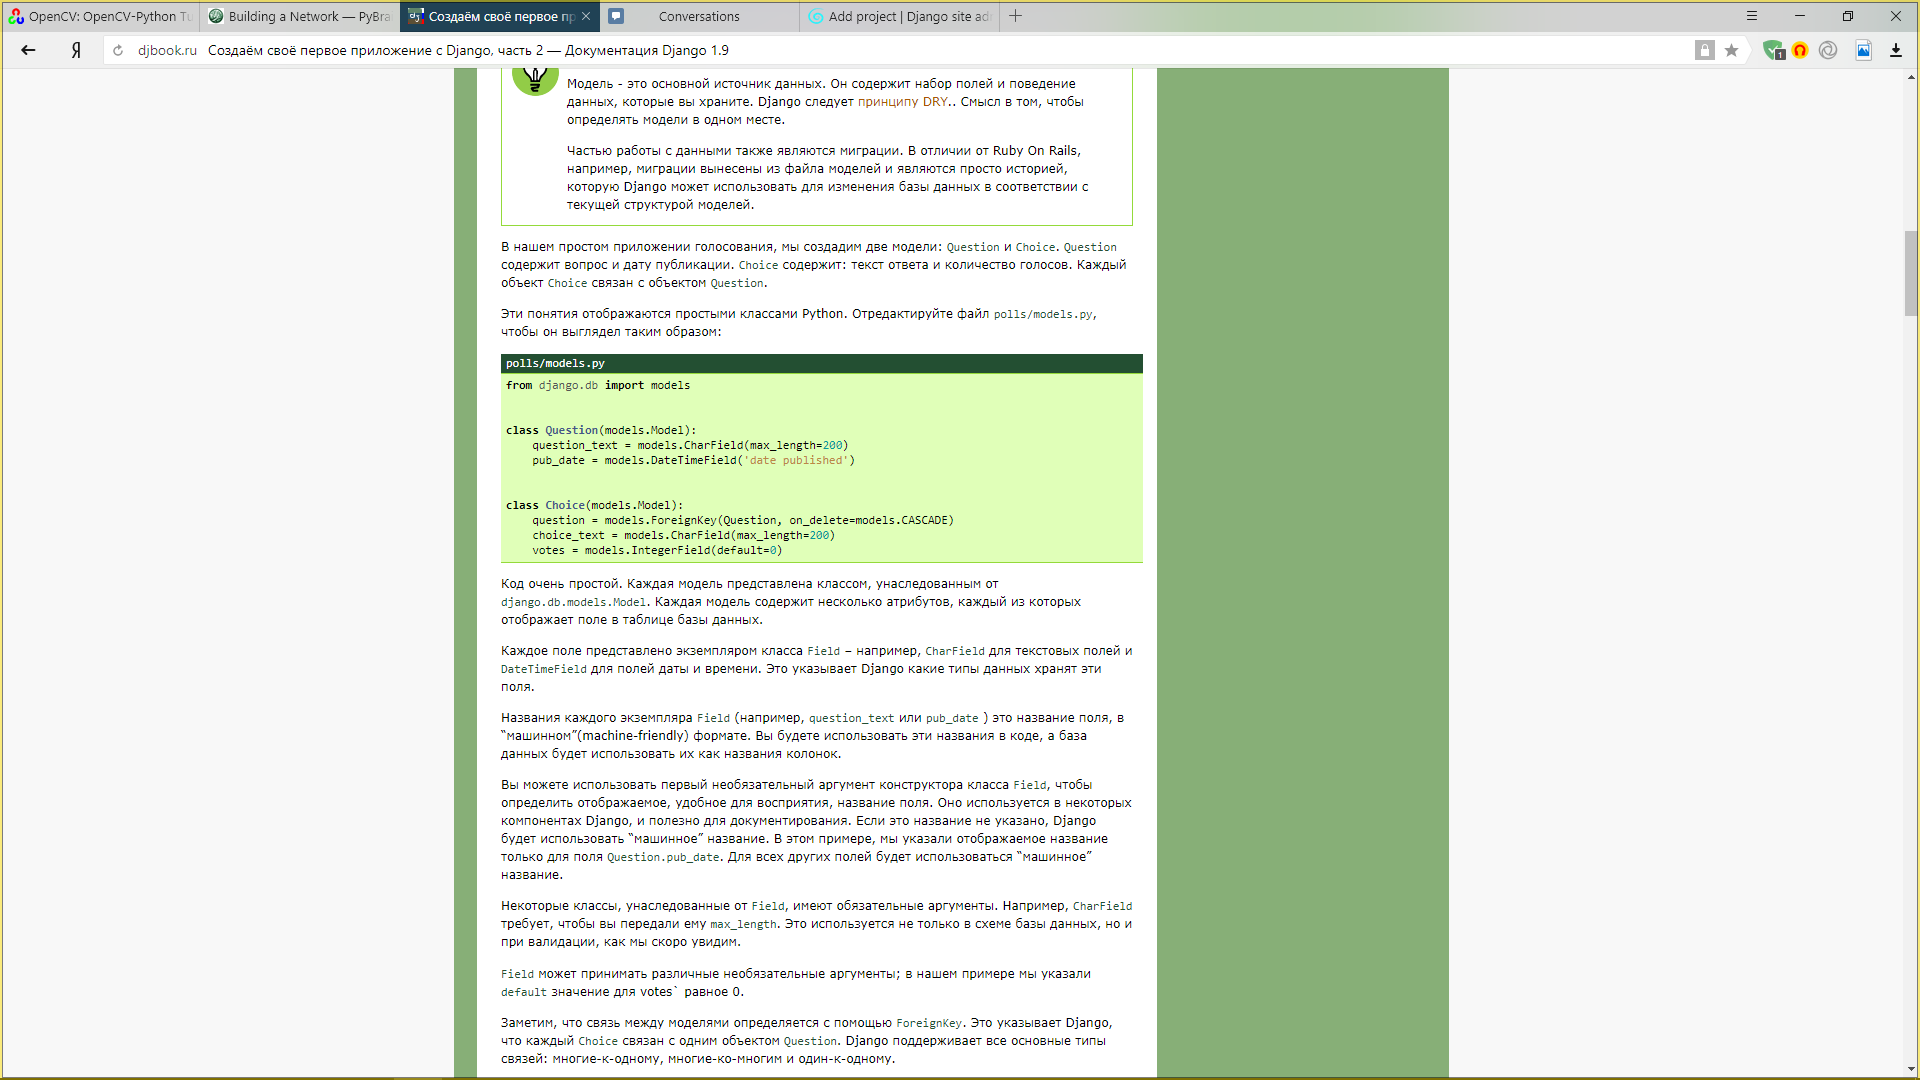 OpenCV: OpenCV-Python Tu
Building a Network — PyBrai
Создаём своё первое пр
Conversations
Add project | Django site ad
djbook.ru Создаём своё первое приложение с Django, часть 2 — Документация Django 1.9
1
Модель - это основной источник данных. Он содержит набор полей и поведение
данных, которые вы храните. Django следует принципу DRY.. Смысл в том, чтобы
определять модели в одном месте.
Частью работы с данными также являются миграции. В отличии от Ruby On Rails,
например, миграции вынесены из файла моделей и являются просто историей,
которую Django может использовать для изменения базы данных в соответствии с
текущей структурой моделей.
В нашем простом приложении голосования, мы создадим две модели: Question и Choice. Question
содержит вопрос и дату публикации. Choice содержит: текст ответа и количество голосов. Каждый
объект Choice связан с объектом Question.
Эти понятия отображаются простыми классами Python. Отредактируйте файл polls/models.py,
чтобы он выглядел таким образом:
polls/models.py
from django.db import models
class Question(models.Model):
question_text = models.CharField(max_length=200)
pub_date = models.DateTimeField('date published')
class Choice(models.Model):
question = models.ForeignKey(Question, on_delete=models.CASCADE)
choice_text = models.CharField(max_length=200)
votes = models.IntegerField(default=0)
Код очень простой. Каждая модель представлена классом, унаследованным от
django.db.models.Model. Каждая модель содержит несколько атрибутов, каждый из которых
отображает поле в таблице базы данных.
Каждое поле представлено экземпляром класса Field – например, CharField для текстовых полей и
DateTimeField для полей даты и времени. Это указывает Django какие типы данных хранят эти
поля.
Названия каждого экземпляра Field (например, question_text или pub_date ) это название поля, в
“машинном”(machine-friendly) формате. Вы будете использовать эти названия в коде, а база
данных будет использовать их как названия колонок.
Вы можете использовать первый необязательный аргумент конструктора класса Field, чтобы
определить отображаемое, удобное для восприятия, название поля. Оно используется в некоторых
компонентах Django, и полезно для документирования. Если это название не указано, Django
будет использовать “машинное” название. В этом примере, мы указали отображаемое название
только для поля Question.pub_date. Для всех других полей будет использоваться “машинное”
название.
Некоторые классы, унаследованные от Field, имеют обязательные аргументы. Например, CharField
требует, чтобы вы передали ему max_length. Это используется не только в схеме базы данных, но и
при валидации, как мы скоро увидим.
Field может принимать различные необязательные аргументы; в нашем примере мы указали
default значение для votes` равное 0.
Заметим, что связь между моделями определяется с помощью ForeignKey. Это указывает Django,
что каждый Choice связан с одним объектом Question. Django поддерживает все основные типы
связей: многие-к-одному, многие-ко-многим и один-к-одному.